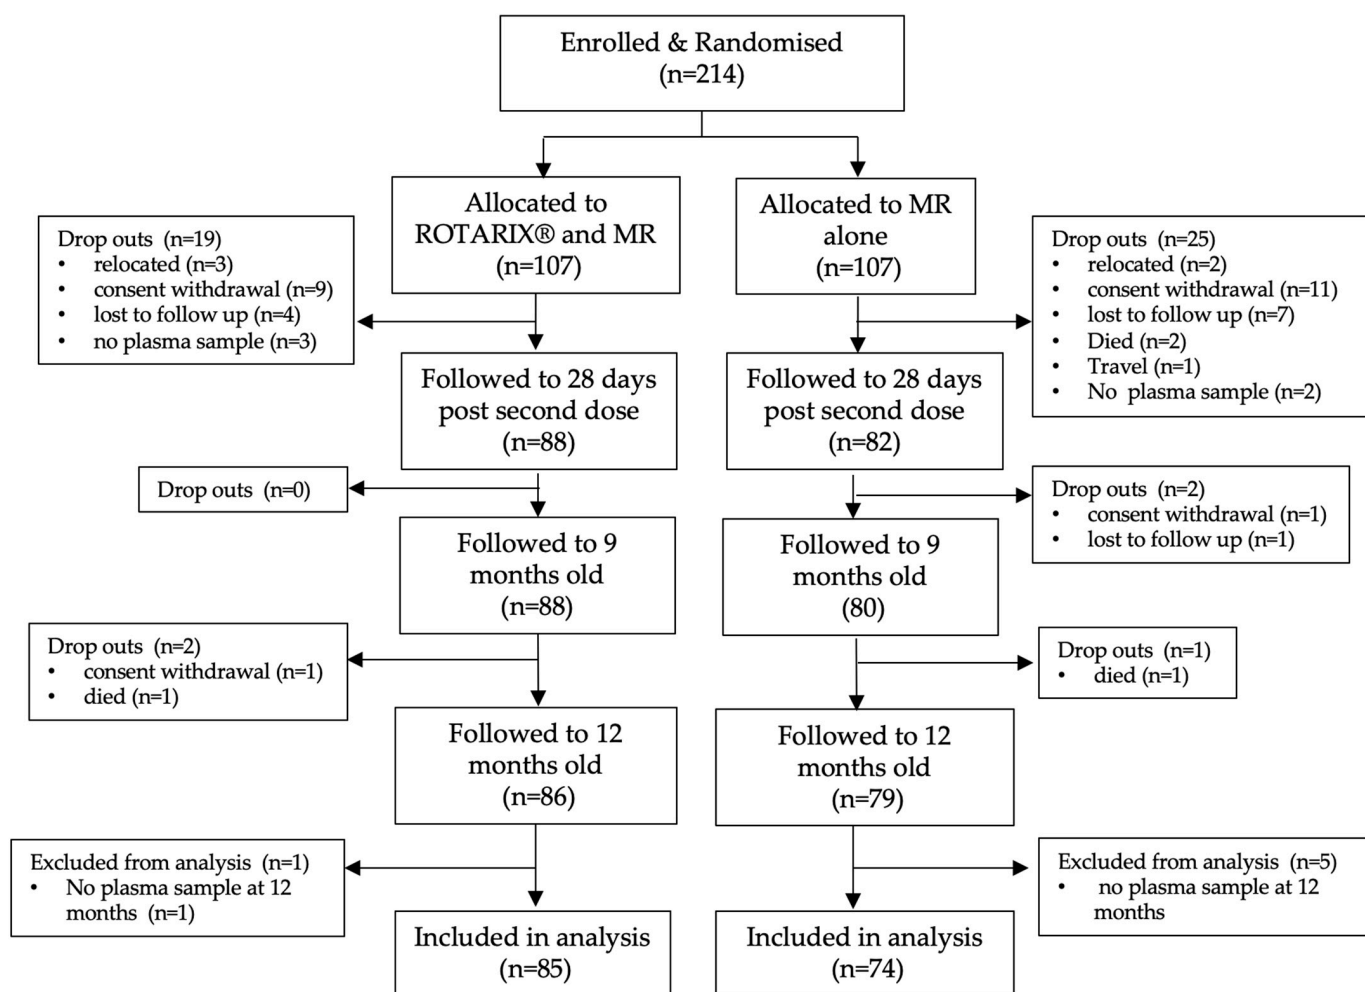 Enrolled & Randomised
(n=214)
Allocated to
ROTARIX® and MR
(n=107)
Allocated to MR
alone
(n=107)
Drop outs (n=19)
• relocated (n=3)
• consent withdrawal (n=9)
• lost to follow up (n=4)
• no plasma sample (n=3)
Drop outs (n=25)
• relocated (n=2)
• consent withdrawal (n=11)
• lost to follow up (n=7)
• Died (n=2)
• Travel (n=1)
• No plasma sample (n=2)
Followed to 28 days
post second dose
(n=88)
Followed to 28 days
post second dose
(n=82)
Drop outs (n=0)
Drop outs (n=2)
• consent withdrawal (n=1)
• lost to follow up (n=1)
Followed to 9
months old
(n=88)
Followed to 9
months old
(80)
Drop outs (n=2)
• consent withdrawal (n=1)
• died (n=1)
Drop outs (n=1)
• died (n=1)
Followed to 12
months old
(n=86)
Followed to 12
months old
(n=79)
Excluded from analysis (n=1)
• No plasma sample at 12
months (n=1)
Excluded from analysis (n=5)
• no plasma sample at 12
months
Included in analysis
(n=85)
Included in analysis
(n=74)